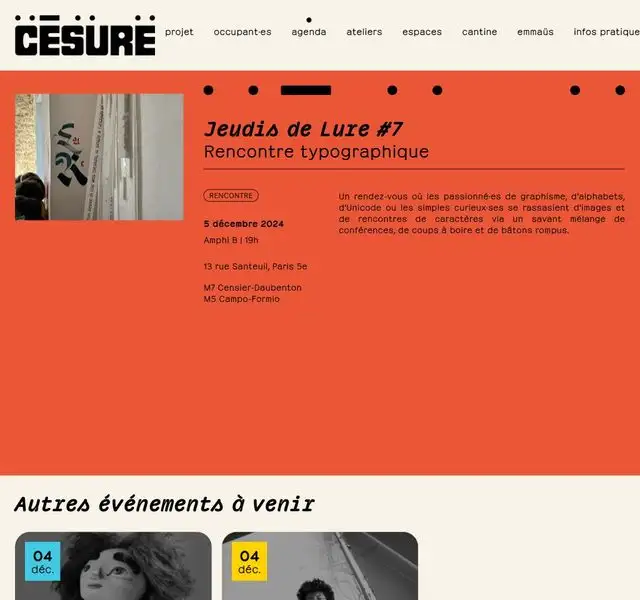 CÉSURE
projet occupant·es agenda ateliers espaces cantine emmaüs infos pratique
Jeudis de Lure #7
Rencontre typographique
RENCONTRE
5 décembre 2024
Amphi B | 19h
13 rue Santeuil, Paris 5e
M7 Censier-Daubenton
M5 Campo-Formio
Un rendez-vous où les passionné·es de graphisme, d'alphabets,
d'Unicode ou les simples curieux·ses se rassasient d'images et
de rencontres de caractères via un savant mélange de
conférences, de coups à boire et de bâtons rompus.
Autres événements à venir
04
déc.
04
déc.